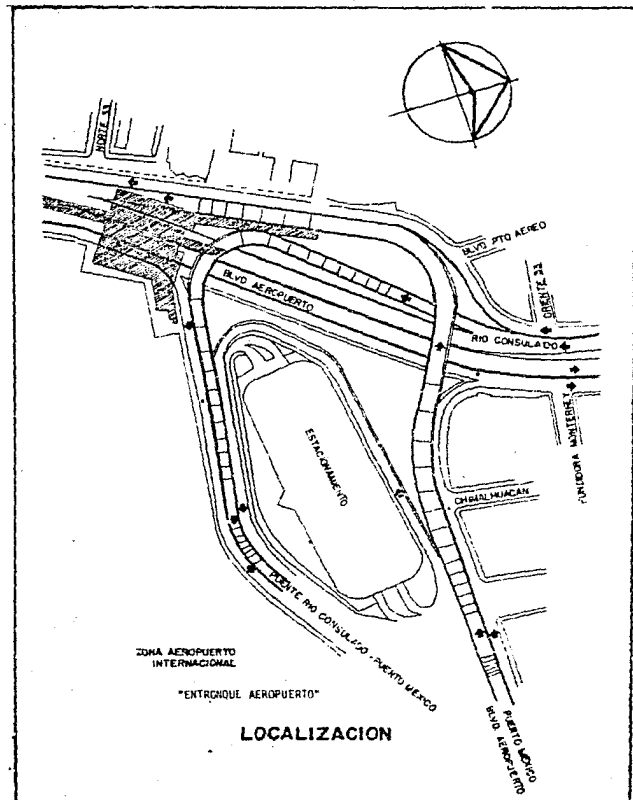 NORTE 33
BLVD PTO AEREO
ORIENTE 33
BLVD. AEROPUERTO
RIO CONSULADO
FUNDIDORA MONTERREY
ESTACIONAMIENTO
CHIMALHUACAN
PUENTE RIO CONSULADO - PUERTO MEXICO
ZONA AEROPUERTO
INTERNACIONAL
"ENTRONQUE AEROPUERTO"
LOCALIZACION
PUERTO MEXICO
BLVD. AEROPUERTO